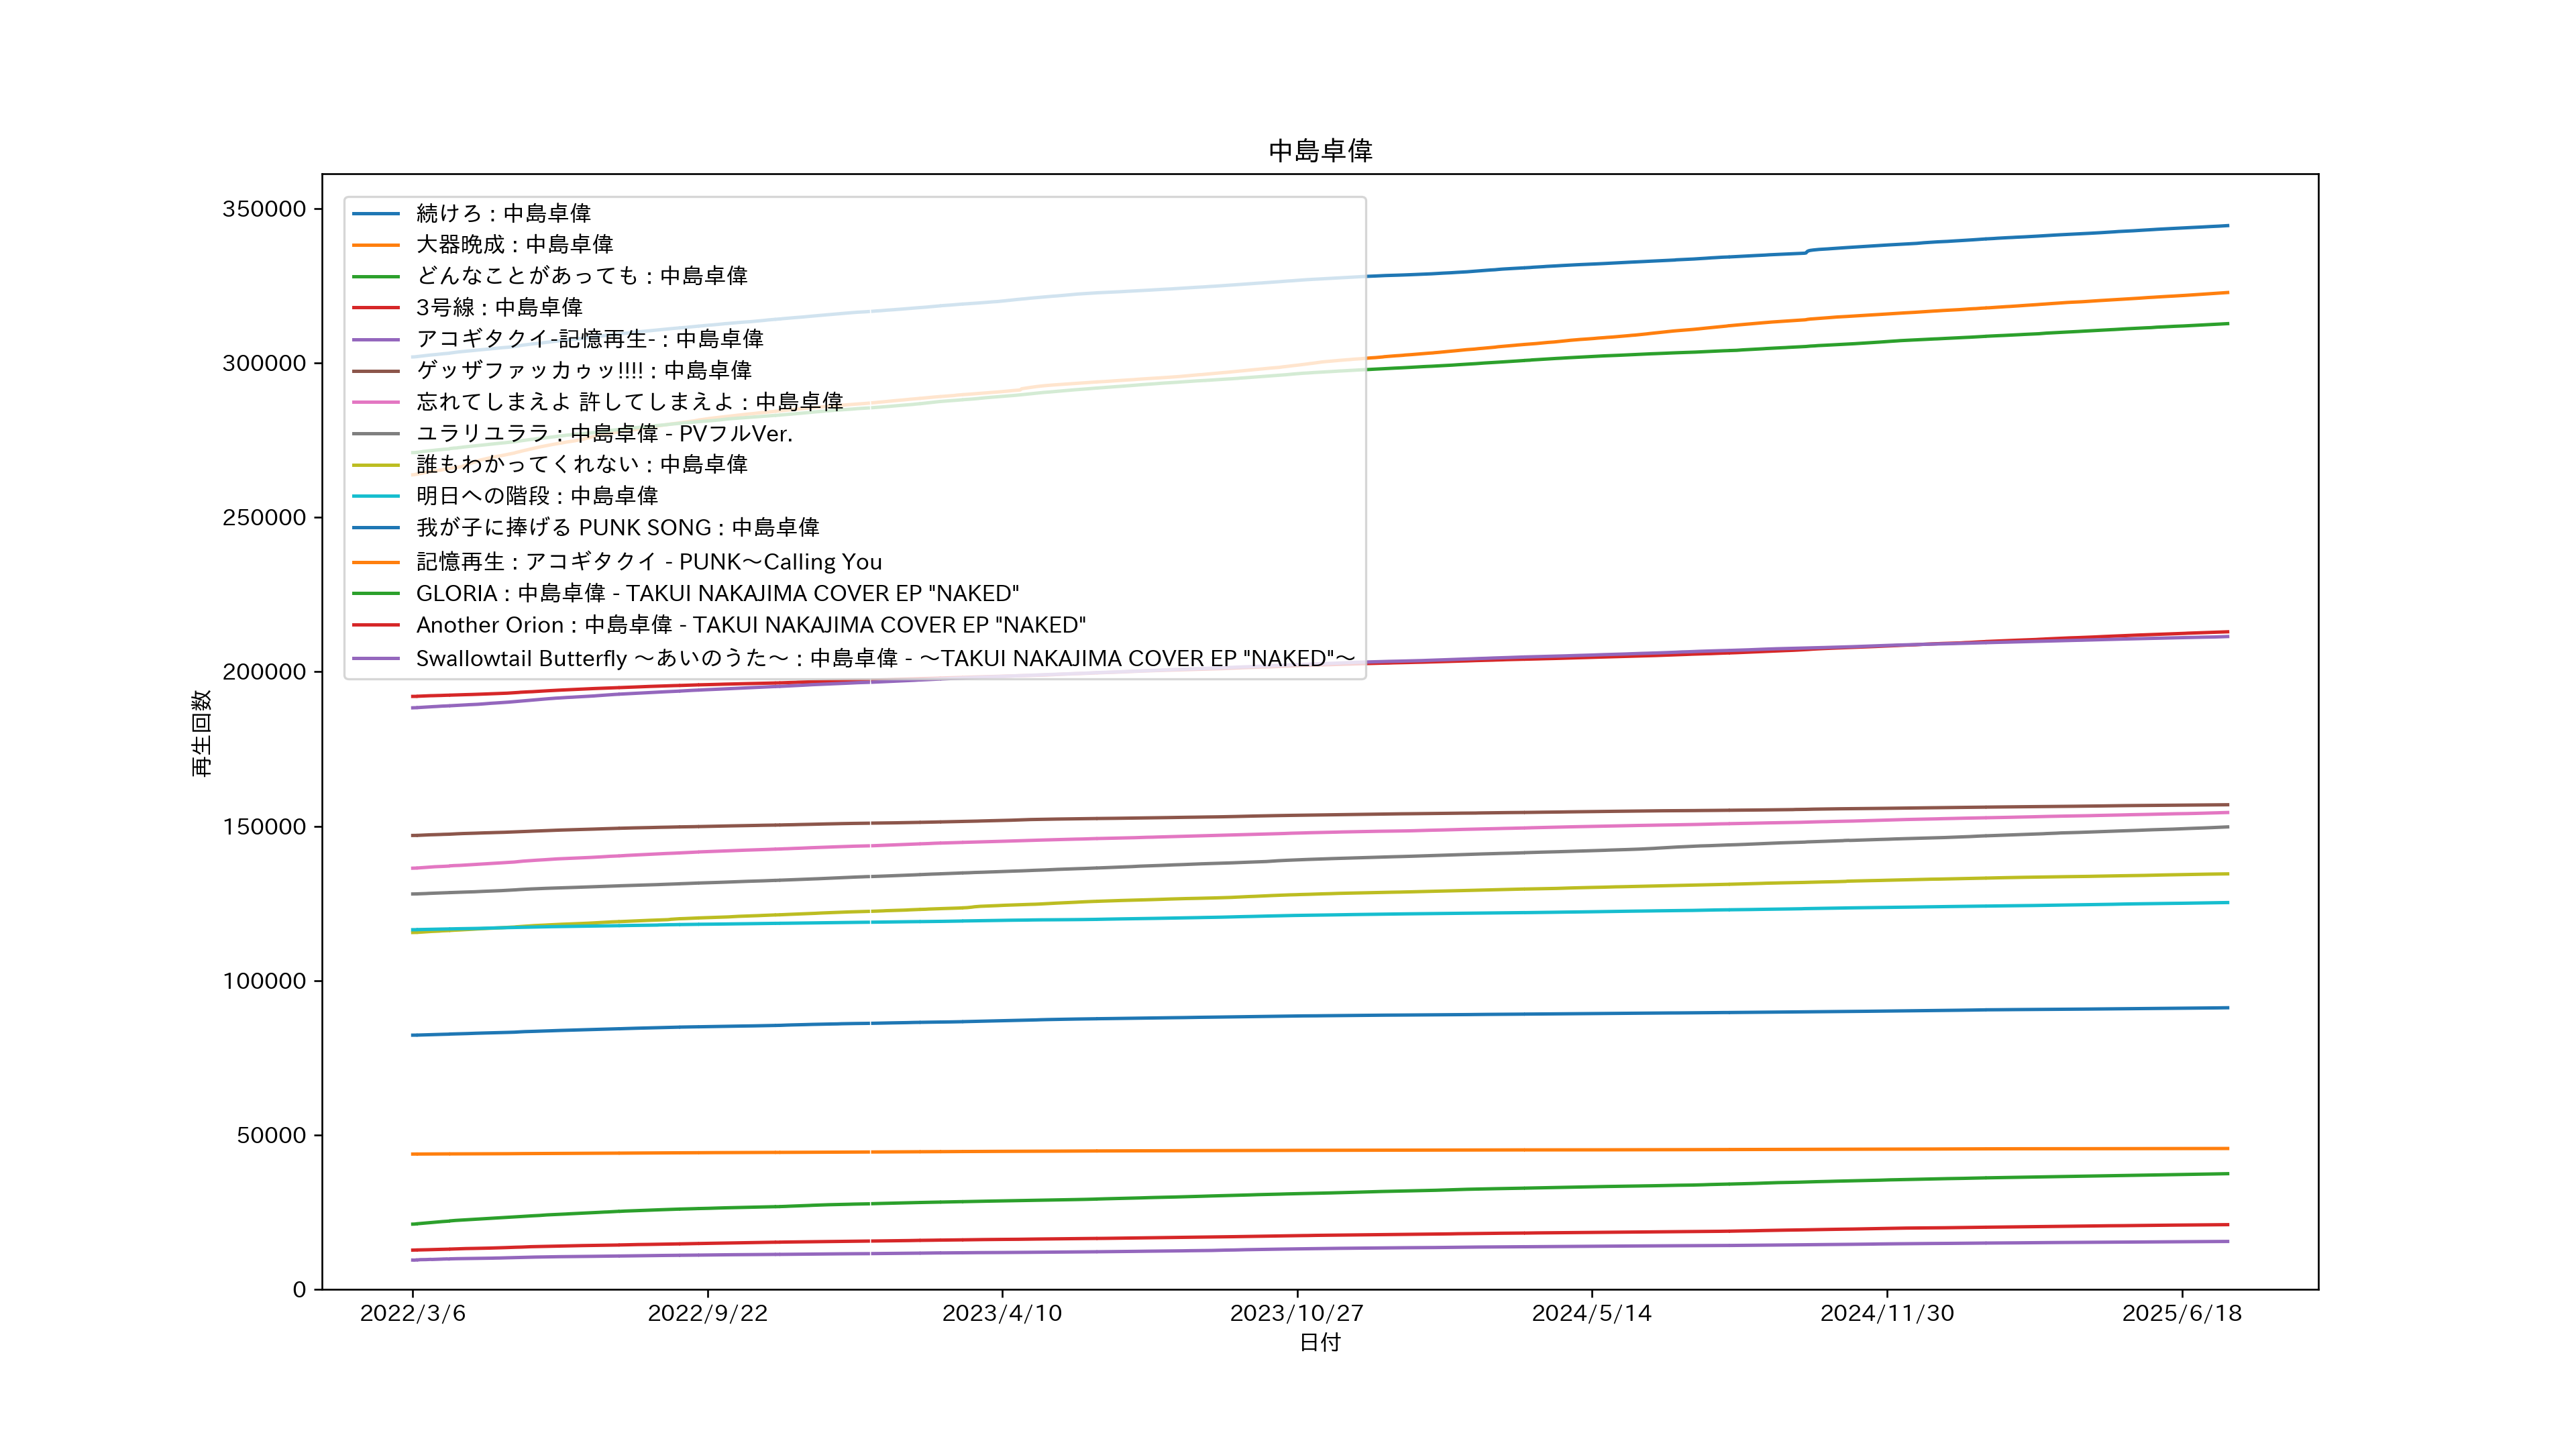 中島卓偉
350000
300000
250000
200000
150000
100000
50000
0
再生回数
続けろ : 中島卓偉
大器晩成 : 中島卓偉
どんなことがあっても : 中島卓偉
3号線 : 中島卓偉
アコギタクイ-記憶再生- : 中島卓偉
ゲッザファッカゥッ!!!! : 中島卓偉
忘れてしまえよ 許してしまえよ : 中島卓偉
ユラリユララ : 中島卓偉 - PVフルVer.
誰もわかってくれない : 中島卓偉
明日への階段 : 中島卓偉
我が子に捧げる PUNK SONG : 中島卓偉
記憶再生 : アコギタクイ - PUNK～Calling You
GLORIA : 中島卓偉 - TAKUI NAKAJIMA COVER EP "NAKED"
Another Orion : 中島卓偉 - TAKUI NAKAJIMA COVER EP "NAKED"
Swallowtail Butterfly ～あいのうた～ : 中島卓偉 - ～TAKUI NAKAJIMA COVER EP "NAKED"～
2022/3/6
2022/9/22
2023/4/10
2023/10/27
2024/5/14
2024/11/30
2025/6/18
日付